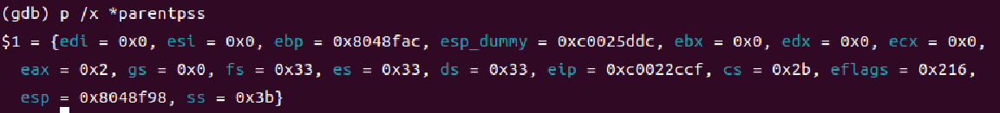 (gdb) p /x *parentpss
$1 = {edi = 0x0, esi = 0x0, ebp = 0x8048fac, esp_dummy = 0xc0025ddc, ebx = 0x0, edx = 0x0, ecx = 0x0,
eax = 0x2, gs = 0x0, fs = 0x33, es = 0x33, ds = 0x33, eip = 0xc0022ccf, cs = 0x2b, eflags = 0x216,
esp = 0x8048f98, ss = 0x3b}